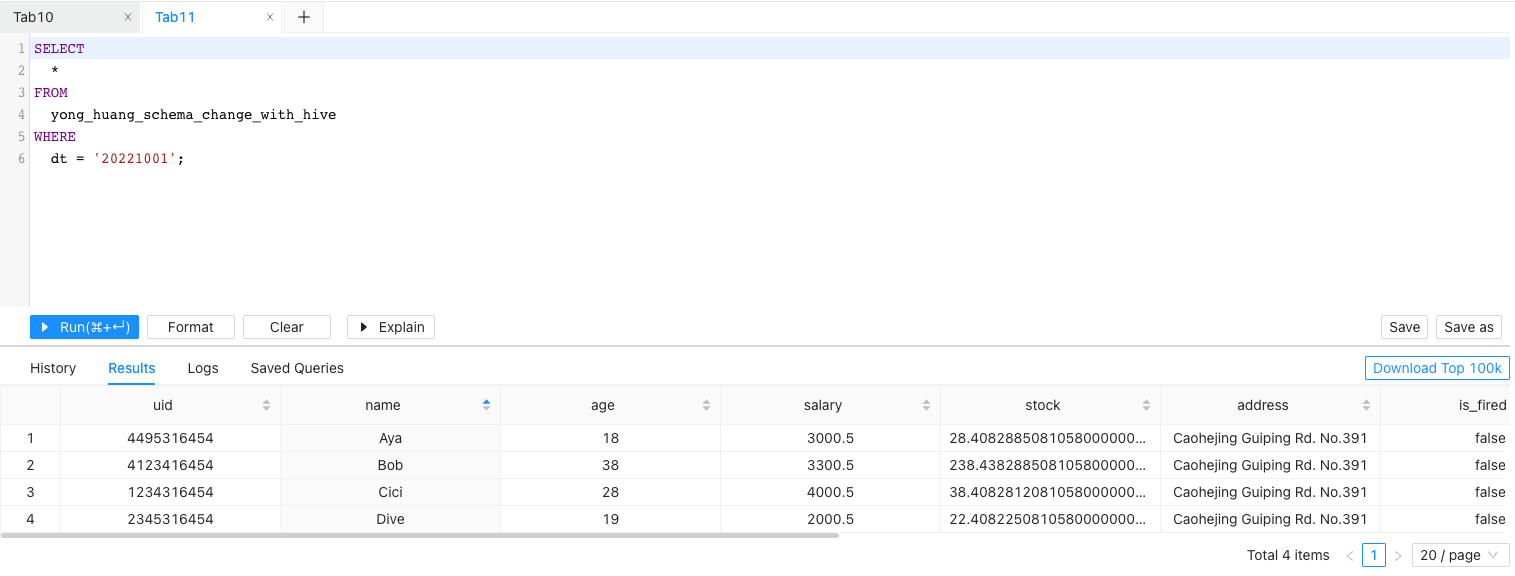 Tab10 x Tab11 x +
1 SELECT
2 *
3 FROM
4 yong_huang_schema_change_with_hive
5 WHERE
6 dt = '20221001';
Run(⌘+↵) Format Clear Explain Save Save as
History Results Logs Saved Queries Download Top 100k
uid name age salary stock address is_fired
1 4495316454 Aya 18 3000.5 28.4082885081058000000... Caohejing Guiping Rd. No.391 false
2 4123416454 Bob 38 3300.5 238.438288508105800000... Caohejing Guiping Rd. No.391 false
3 1234316454 Cici 28 4000.5 38.4082812081058000000... Caohejing Guiping Rd. No.391 false
4 2345316454 Dive 19 2000.5 22.4082250810580000000... Caohejing Guiping Rd. No.391 false
Total 4 items < 1 > 20 / page